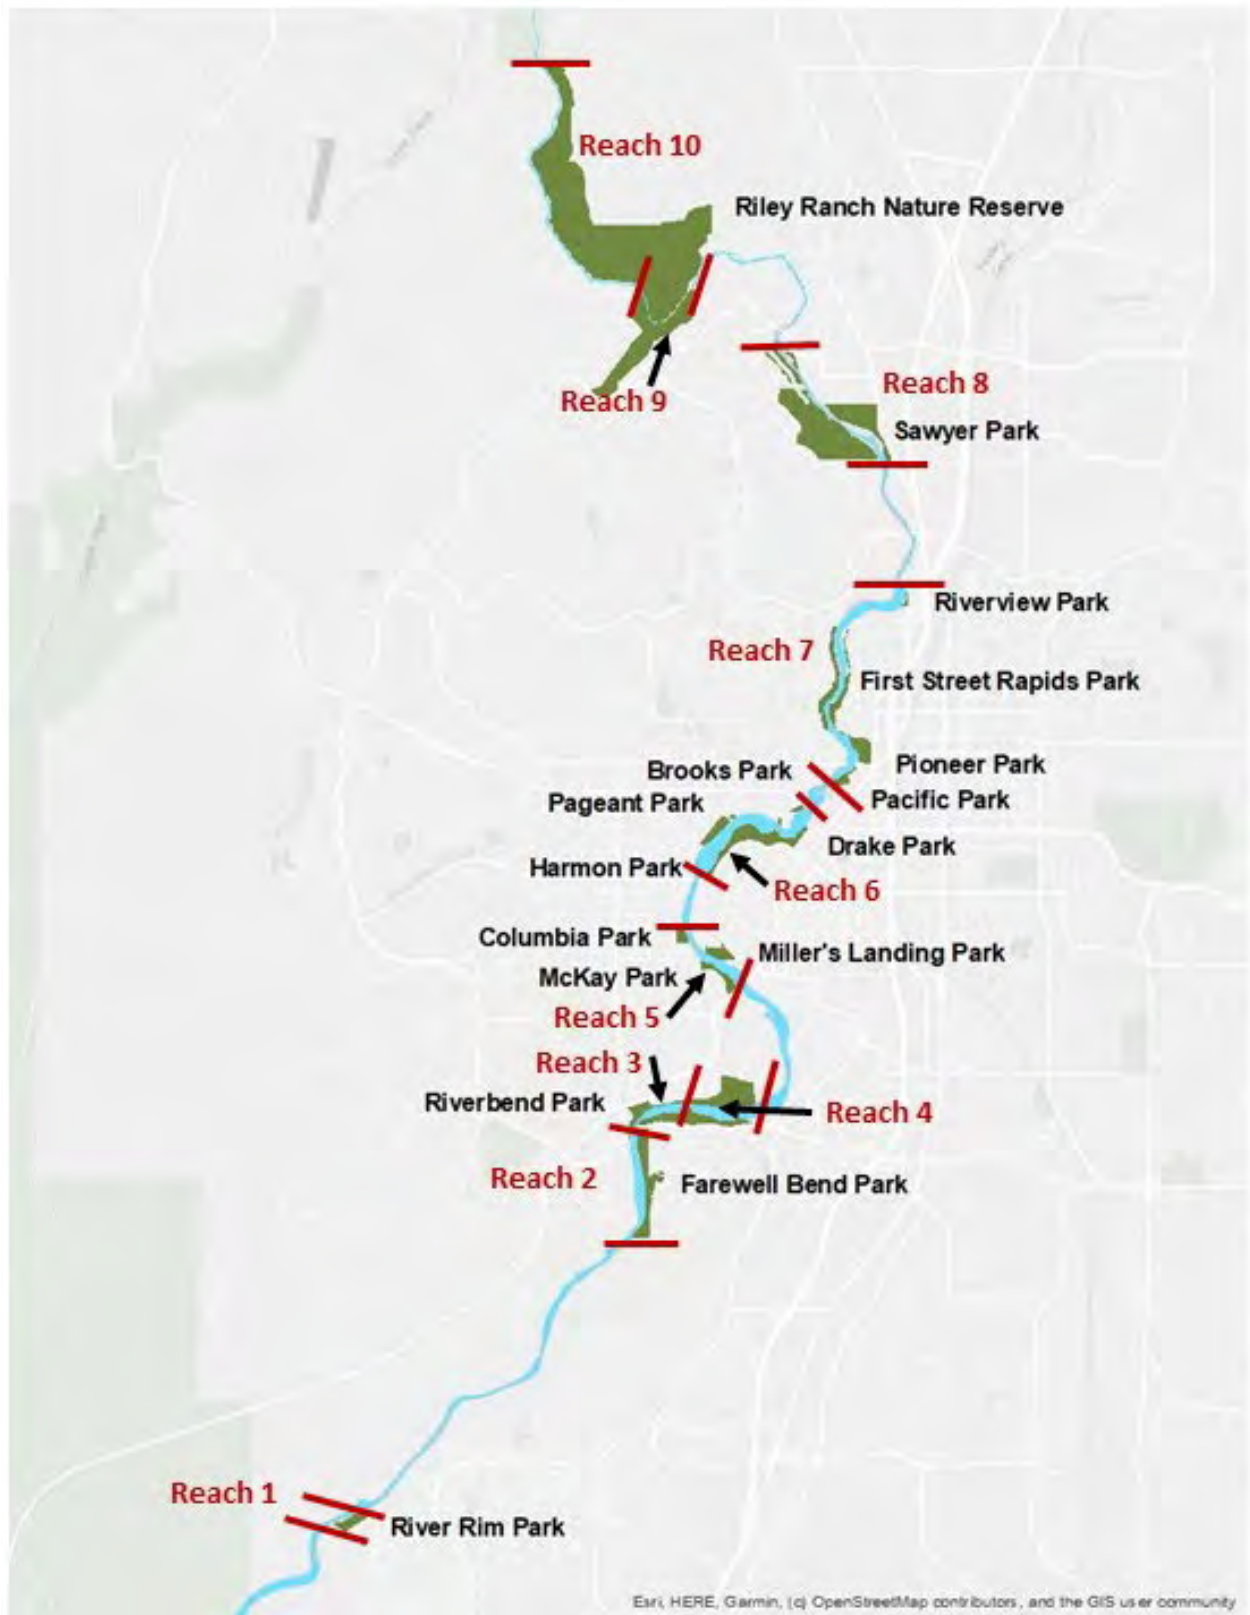 Reach 10
Riley Ranch Nature Reserve
Reach 8
Reach 9
Sawyer Park
Riverview Park
Reach 7
First Street Rapids Park
Pioneer Park
Brooks Park
Pacific Park
Pageant Park
Drake Park
Harmon Park
Reach 6
Columbia Park
Miller's Landing Park
McKay Park
Reach 5
Reach 3
Riverbend Park
Reach 4
Reach 2
Farewell Bend Park
Reach 1
River Rim Park
Esri, HERE, Garmin, (c) OpenStreetMap contributors, and the GIS user community